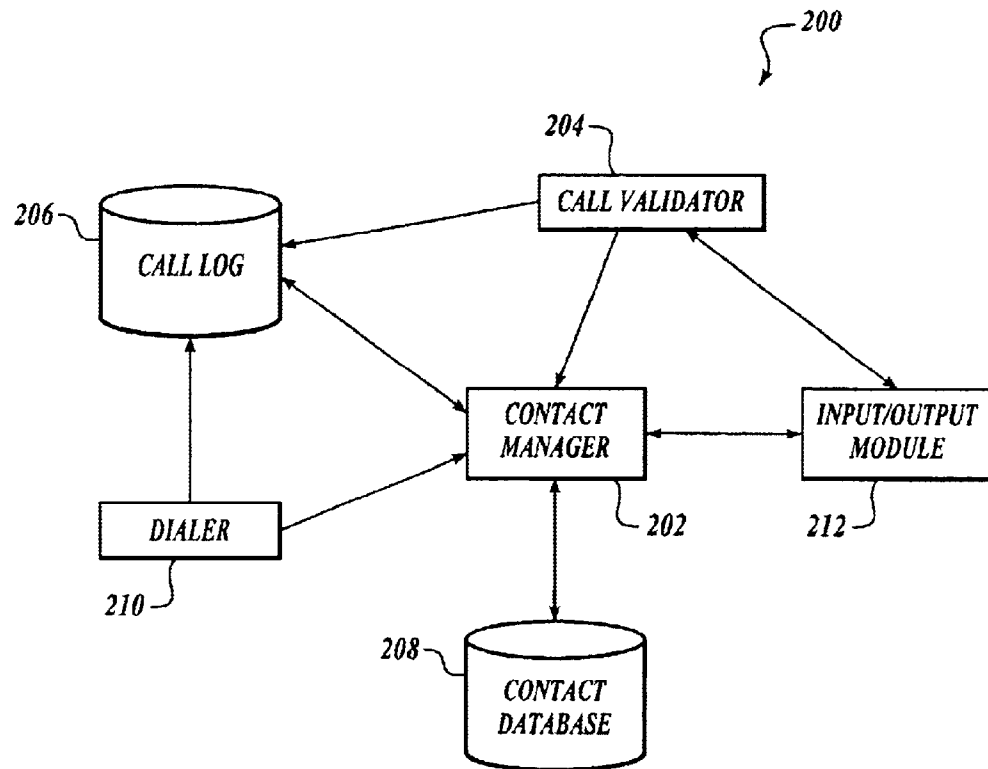 200
204
CALL VALIDATOR
206
CALL LOG
CONTACT
MANAGER
202
INPUT/OUTPUT
MODULE
212
DIALER
210
208
CONTACT
DATABASE